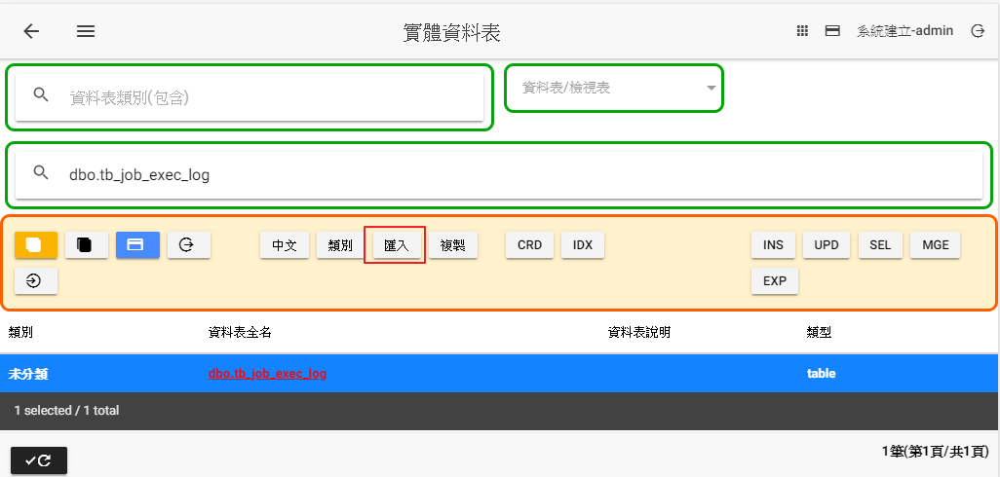 實體資料表
系統建立-admin
資料表類別(包含)
資料表/檢視表
dbo.tb_job_exec_log
中文 類別 匯入 複製 CRD IDX INS UPD SEL MGE
EXP
類別 資料表全名 資料表說明 類型
未分類 dbo.tb_job_exec_log table
1 selected / 1 total
1筆(第1頁/共1頁)